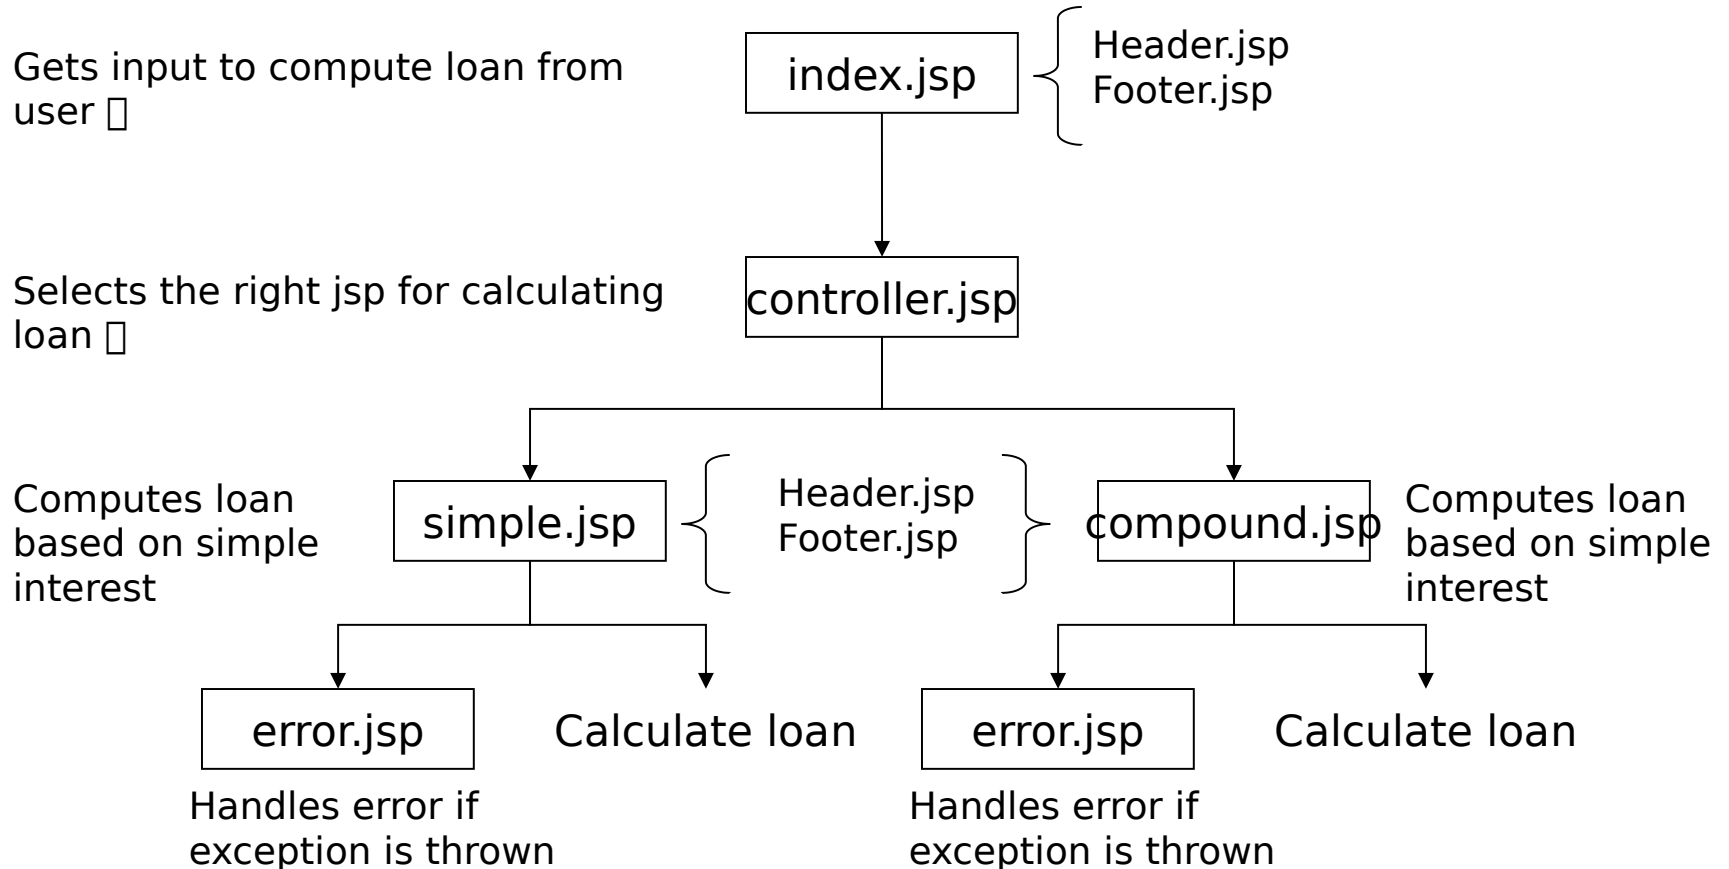 Gets input to compute loan from
user
index.jsp
Header.jsp
Footer.jsp
Selects the right jsp for calculating
loan
controller.jsp
Computes loan
based on simple
interest
simple.jsp
Header.jsp
Footer.jsp
compound.jsp
Computes loan
based on simple
interest
error.jsp
Calculate loan
error.jsp
Calculate loan
Handles error if
exception is thrown
Handles error if
exception is thrown